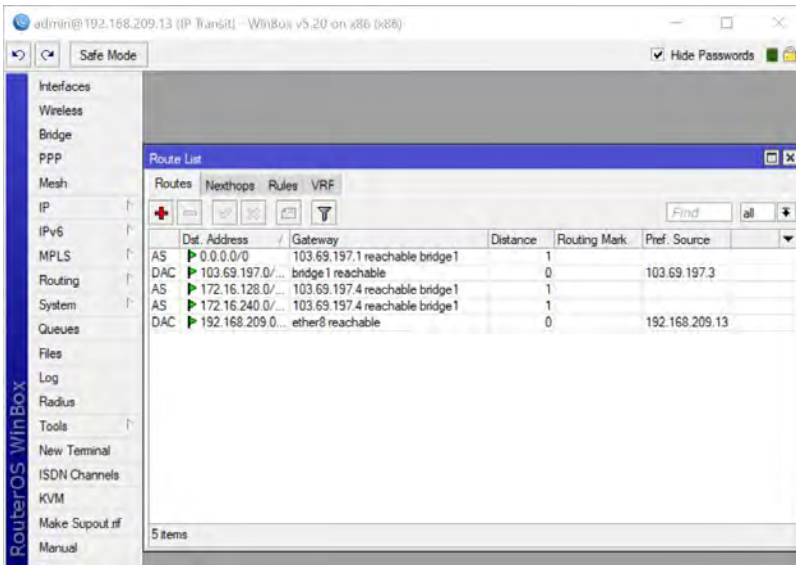 admin@192.168.209.13 (IP Transit) - WinBox v5.20 on x86 (x86)
Safe Mode
Hide Passwords
RouterOS WinBox
Interfaces
Wireless
Bridge
PPP
Mesh
IP
IPv6
MPLS
Routing
System
Queues
Files
Log
Radius
Tools
New Terminal
ISDN Channels
KVM
Make Supout.rif
Manual
Route List
Routes Nexthops Rules VRF
Find all
Dst. Address / Gateway Distance Routing Mark Pref. Source
AS 0.0.0.0/0 103.69.197.1 reachable bridge1 1
DAC 103.69.197.0/... bridge1 reachable 0 103.69.197.3
AS 172.16.128.0/... 103.69.197.4 reachable bridge1 1
AS 172.16.240.0/... 103.69.197.4 reachable bridge1 1
DAC 192.168.209.0... ether8 reachable 0 192.168.209.13
5 items